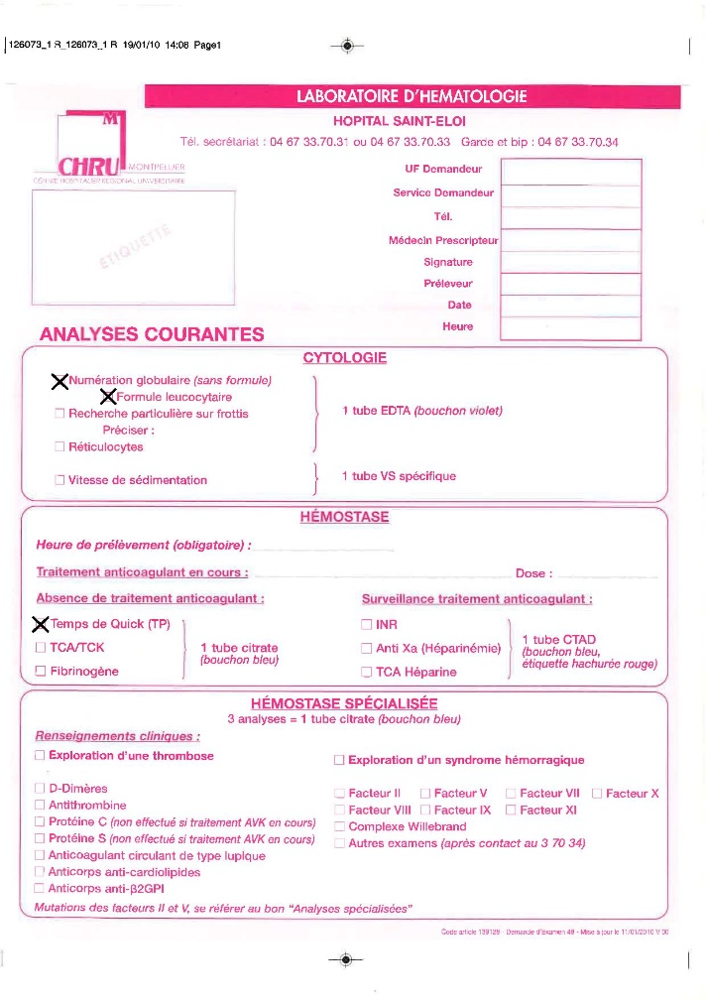 126073_1 R_126073_1 R 19/01/10 14:08 Page1
LABORATOIRE D'HEMATOLOGIE
HOPITAL SAINT-ELOI
Tél. secrétariat : 04 67 33.70.31 ou 04 67 33.70.33 Garde et bip : 04 67 33.70.34
M
CHRU MONTPELLIER
CENTRE HOSPITALIER REGIONAL UNIVERSITAIRE
ETIQUETTE
UF Demandeur
Service Demandeur
Tél.
Médecin Prescripteur
Signature
Préleveur
Date
Heure
ANALYSES COURANTES
CYTOLOGIE
Numération globulaire (sans formule)
Formule leucocytaire
Recherche particulière sur frottis
Préciser :
Réticulocytes
1 tube EDTA (bouchon violet)
Vitesse de sédimentation
1 tube VS spécifique
HÉMOSTASE
Heure de prélèvement (obligatoire) :
Traitement anticoagulant en cours : Dose :
Absence de traitement anticoagulant :
Temps de Quick (TP)
TCA/TCK
Fibrinogène
1 tube citrate
(bouchon bleu)
Surveillance traitement anticoagulant :
INR
Anti Xa (Héparinémie)
TCA Héparine
1 tube CTAD
(bouchon bleu,
étiquette hachurée rouge)
HÉMOSTASE SPÉCIALISÉE
3 analyses = 1 tube citrate (bouchon bleu)
Renseignements cliniques :
Exploration d'une thrombose
D-Dimères
Antithrombine
Protéine C (non effectué si traitement AVK en cours)
Protéine S (non effectué si traitement AVK en cours)
Anticoagulant circulant de type lupique
Anticorps anti-cardiolipides
Anticorps anti-β2GPI
Exploration d'un syndrome hémorragique
Facteur II Facteur V Facteur VII Facteur X
Facteur VIII Facteur IX Facteur XI
Complexe Willebrand
Autres examens (après contact au 3 70 34)
Mutations des facteurs II et V, se référer au bon "Analyses spécialisées"
Code article 139128 - Demande d'Examen 49 - Mise à jour le 11/01/2010 V 00